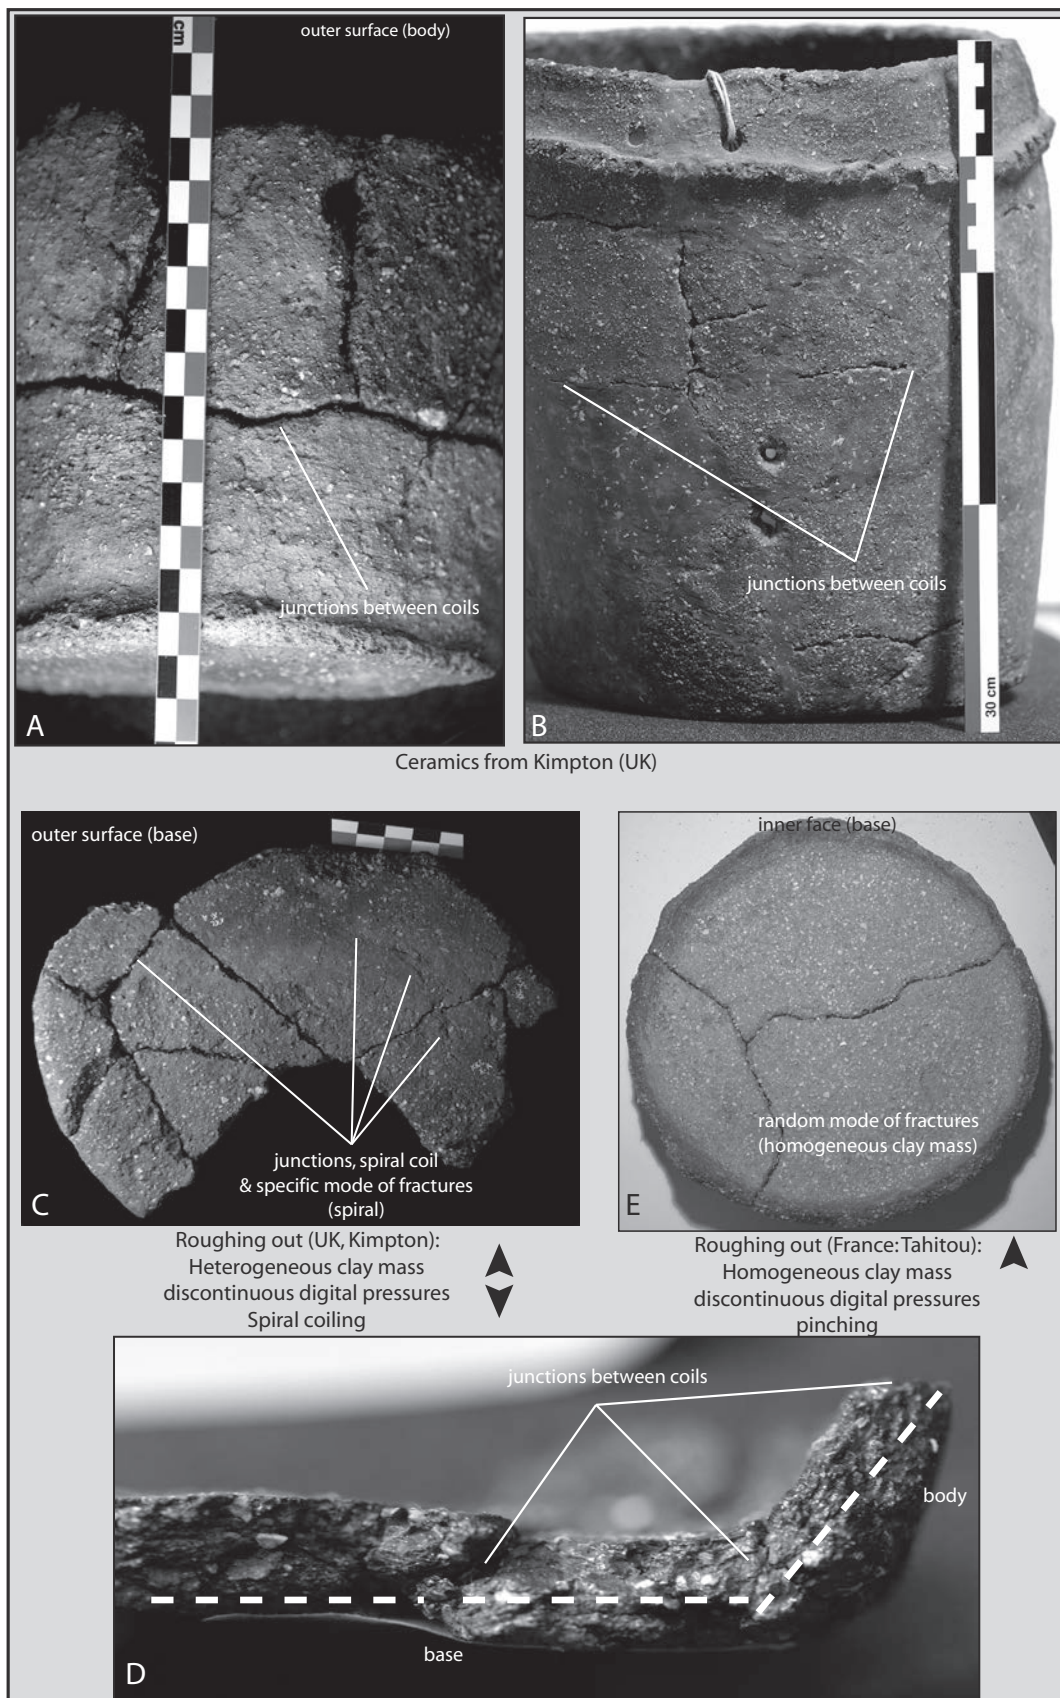 outer surface (body)
cm
junctions between coils
A
junctions between coils
30 cm
B
Ceramics from Kimpton (UK)
outer surface (base)
junctions, spiral coil
& specific mode of fractures
(spiral)
C
inner face (base)
random mode of fractures
(homogeneous clay mass)
E
Roughing out (UK, Kimpton):
Heterogeneous clay mass
discontinuous digital pressures
Spiral coiling
Roughing out (France: Tahitou):
Homogeneous clay mass
discontinuous digital pressures
pinching
junctions between coils
body
base
D